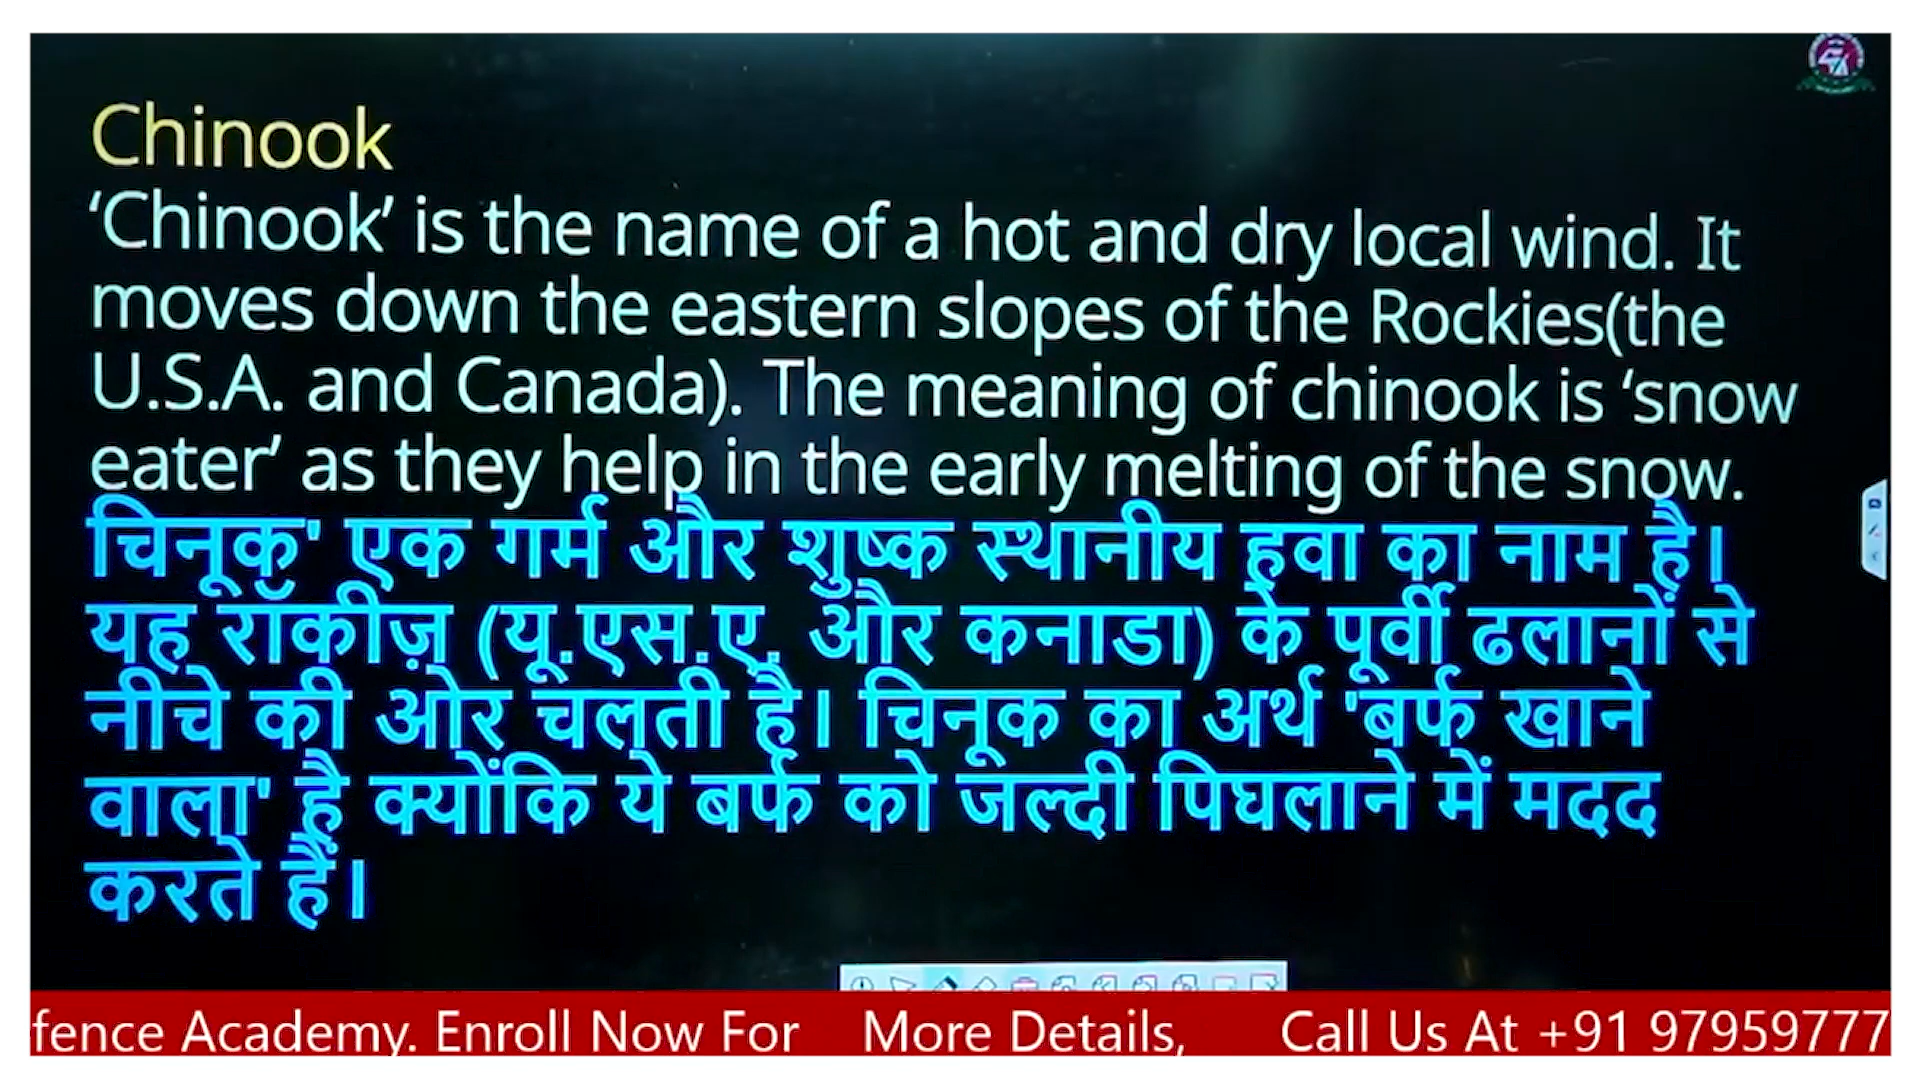 Chinook
‘Chinook’ is the name of a hot and dry local wind. It
moves down the eastern slopes of the Rockies(the
U.S.A. and Canada). The meaning of chinook is ‘snow
eater’ as they help in the early melting of the snow.
चिनूक' एक गर्म और शुष्क स्थानीय हवा का नाम है।
यह रॉकीज़ (यू.एस.ए. और कनाडा) के पूर्वी ढलानों से
नीचे की ओर चलती है। चिनूक का अर्थ 'बर्फ खाने
वाला' है क्योंकि ये बर्फ को जल्दी पिघलाने में मदद
करते हैं।
fence Academy. Enroll Now For More Details, Call Us At +91 97959777